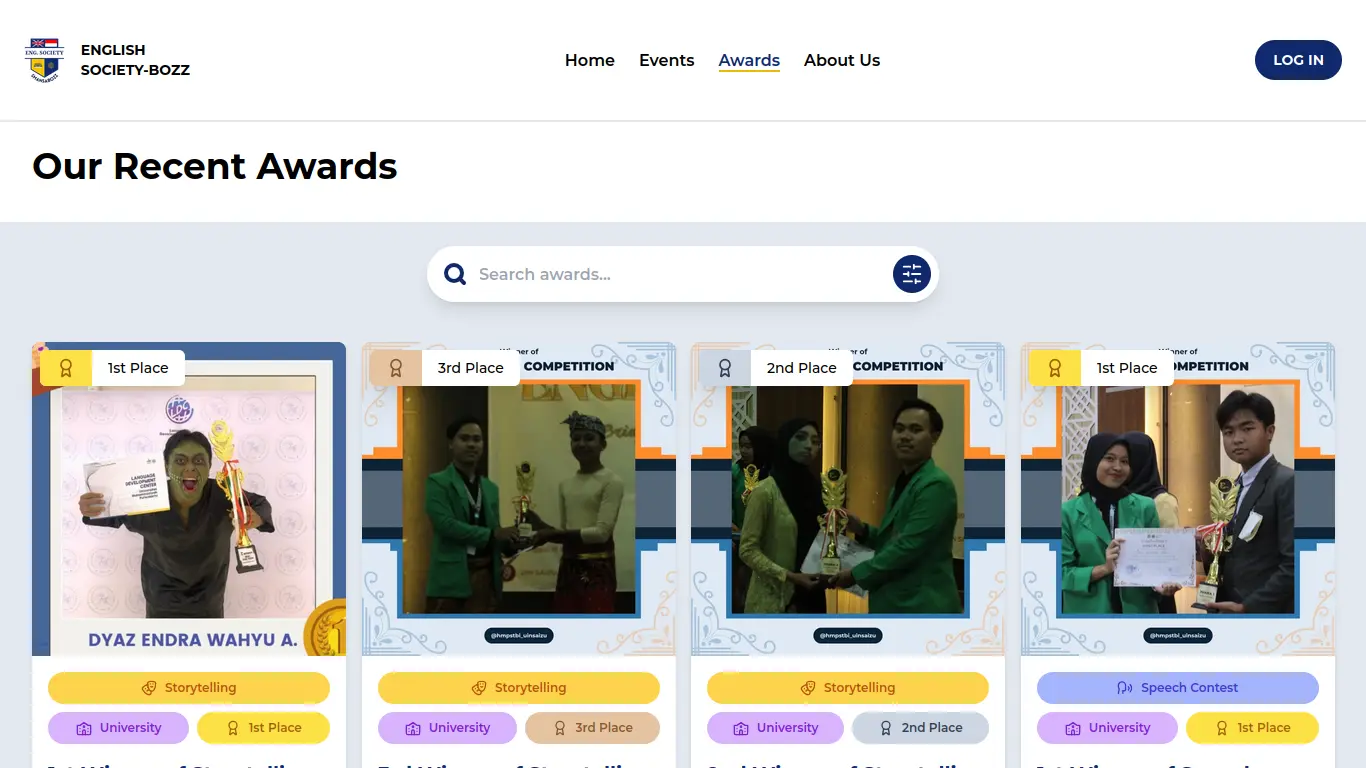 ENG. SOCIETY
SMANSABOZZ
ENGLISH
SOCIETY-BOZZ
Home
Events
Awards
About Us
LOG IN
Our Recent Awards
Search awards...
1st Place
LANGUAGE
DEVELOPMENT
CENTER
DYAZ ENDRA WAHYU A.
Storytelling
University
1st Place
3rd Place
Winner of
COMPETITION
@hmpstbi_uinsaizu
Storytelling
University
3rd Place
2nd Place
COMPETITION
@hmpstbi_uinsaizu
Storytelling
University
2nd Place
1st Place
Winner of
@hmpstbi_uinsaizu
Speech Contest
University
1st Place